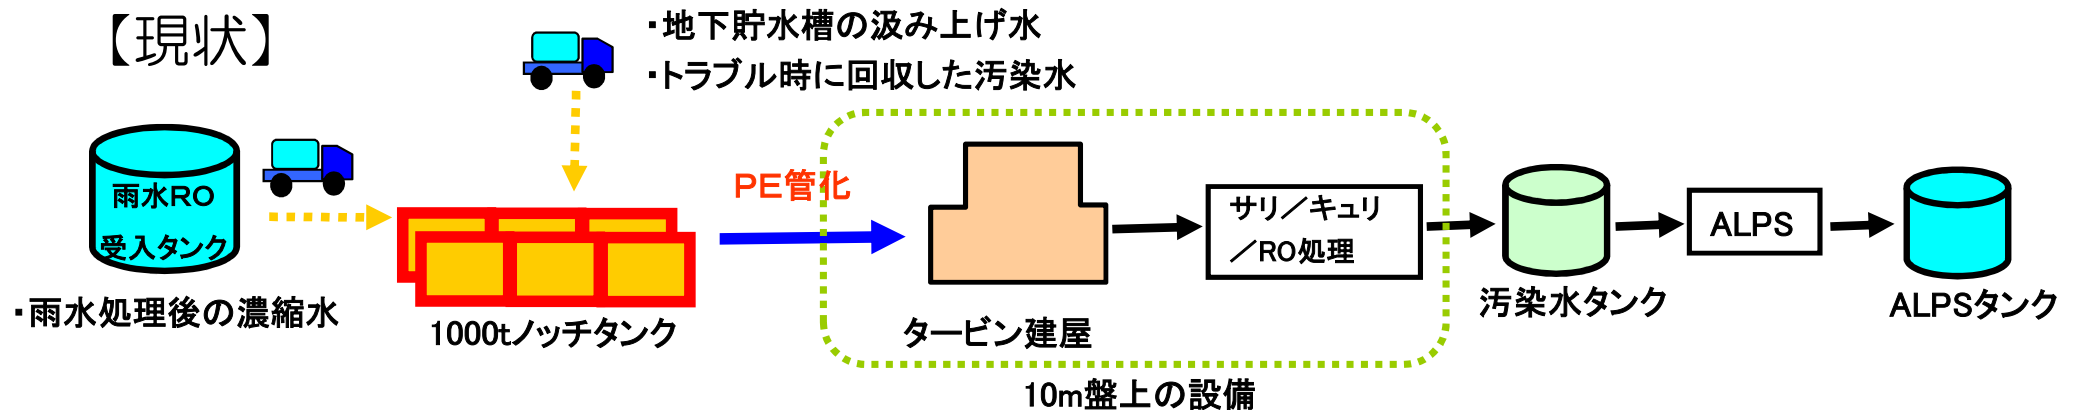 【現状】
・地下貯水槽の汲み上げ水
・トラブル時に回収した汚染水
雨水RO
受入タンク
・雨水処理後の濃縮水
1000tノッチタンク
PE管化
タービン建屋
サリ／キュリ
／RO処理
10m盤上の設備
汚染水タンク
ALPS
ALPSタンク